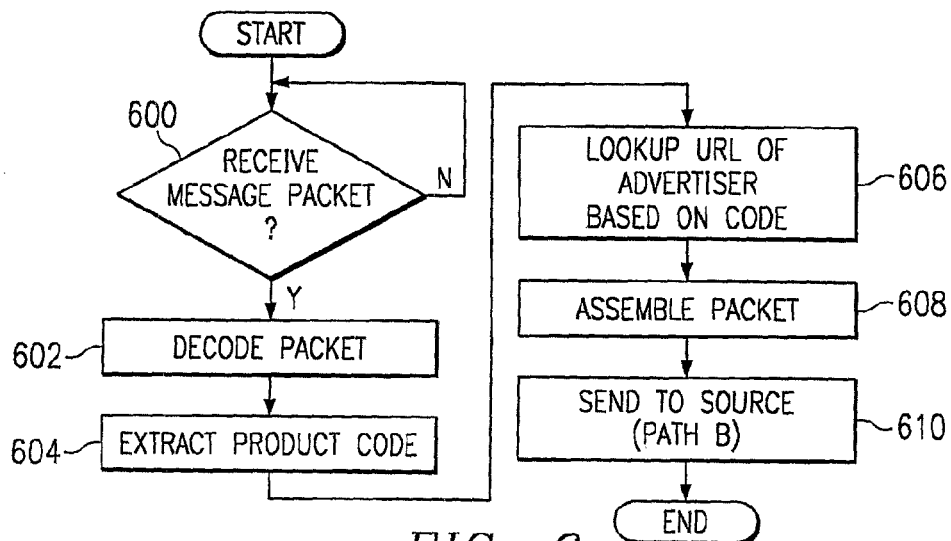 START
600
RECEIVE
MESSAGE PACKET
?
N
Y
602
DECODE PACKET
604
EXTRACT PRODUCT CODE
LOOKUP URL OF
ADVERTISER
BASED ON CODE
606
ASSEMBLE PACKET
608
SEND TO SOURCE
(PATH B)
610
END
FIG.